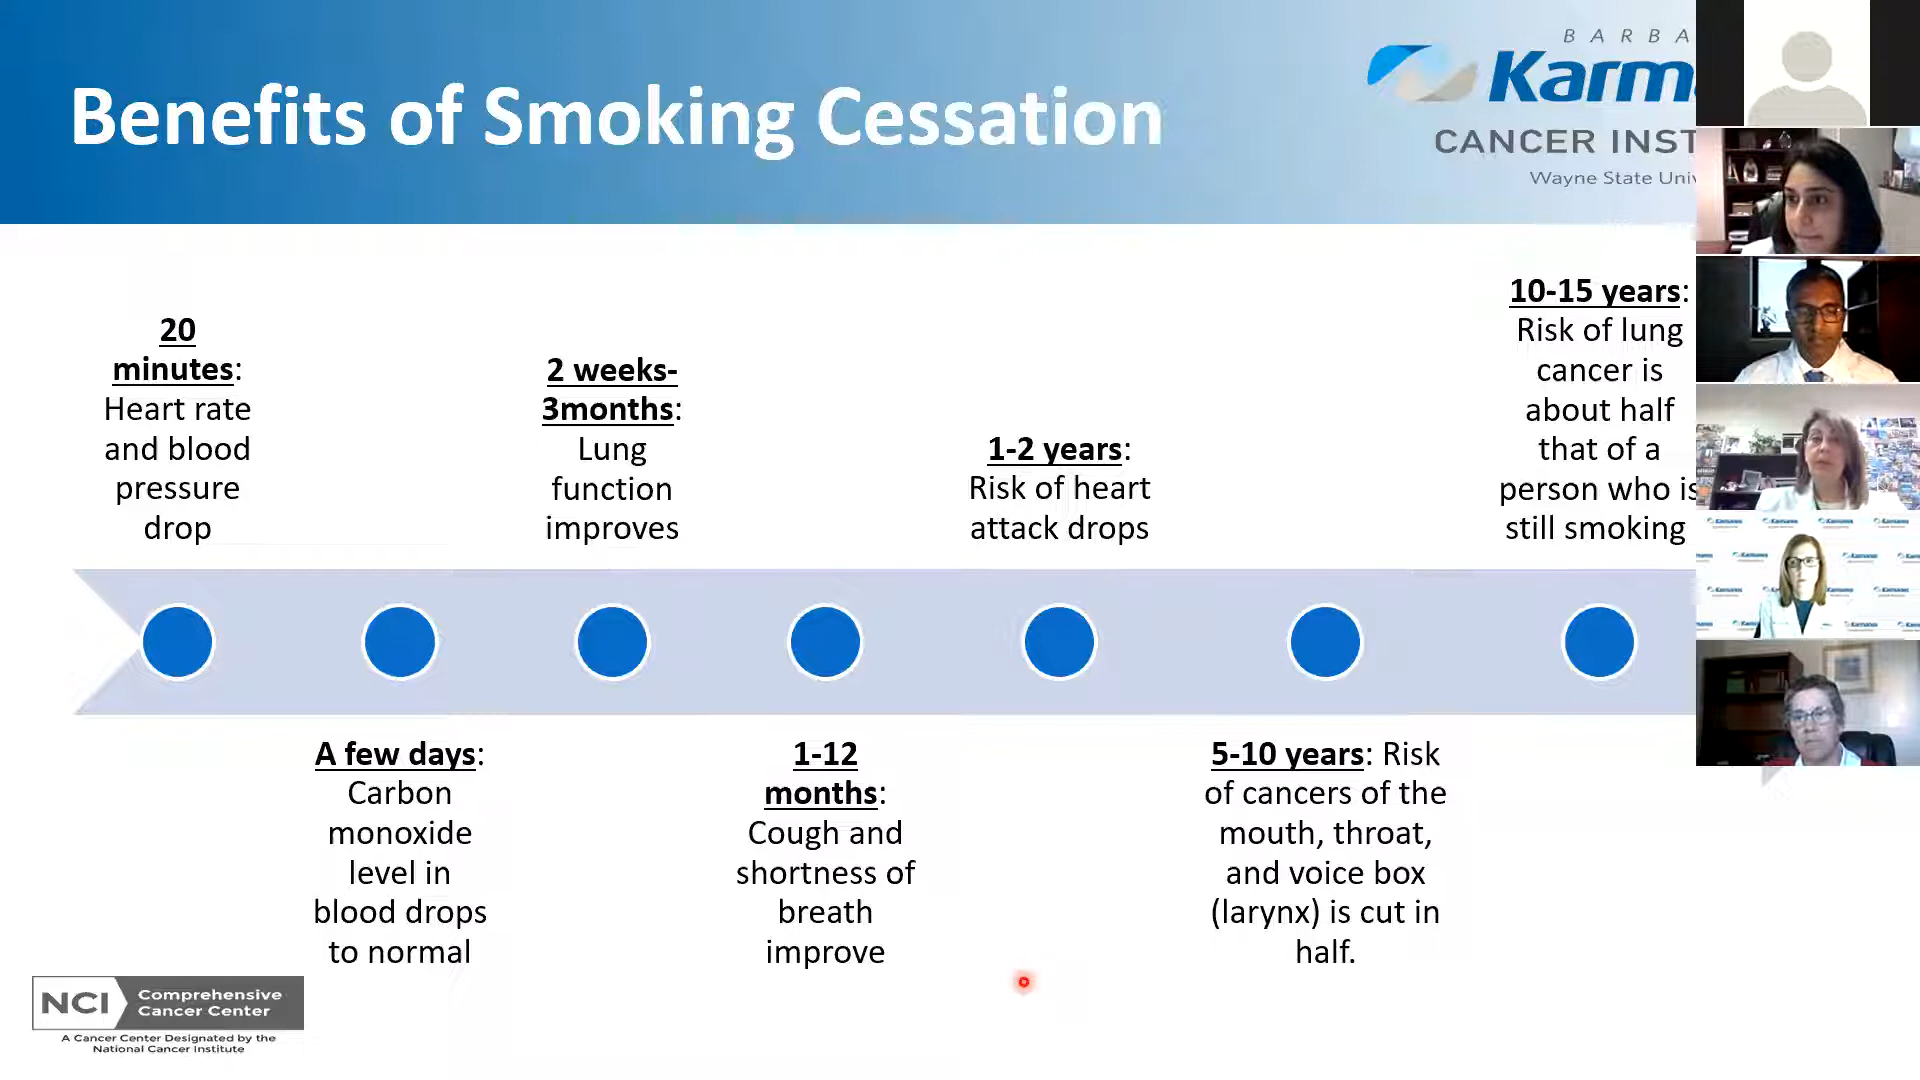 Benefits of Smoking Cessation
BARBA
Karma
CANCER INST
Wayne State Univ
20
minutes:
Heart rate
and blood
pressure
drop
A few days:
Carbon
monoxide
level in
blood drops
to normal
2 weeks-
3months:
Lung
function
improves
1-12
months:
Cough and
shortness of
breath
improve
1-2 years:
Risk of heart
attack drops
5-10 years: Risk
of cancers of the
mouth, throat,
and voice box
(larynx) is cut in
half.
10-15 years:
Risk of lung
cancer is
about half
that of a
person who is
still smoking
NCI
Comprehensive
Cancer Center
A Cancer Center Designated by the
National Cancer Institute